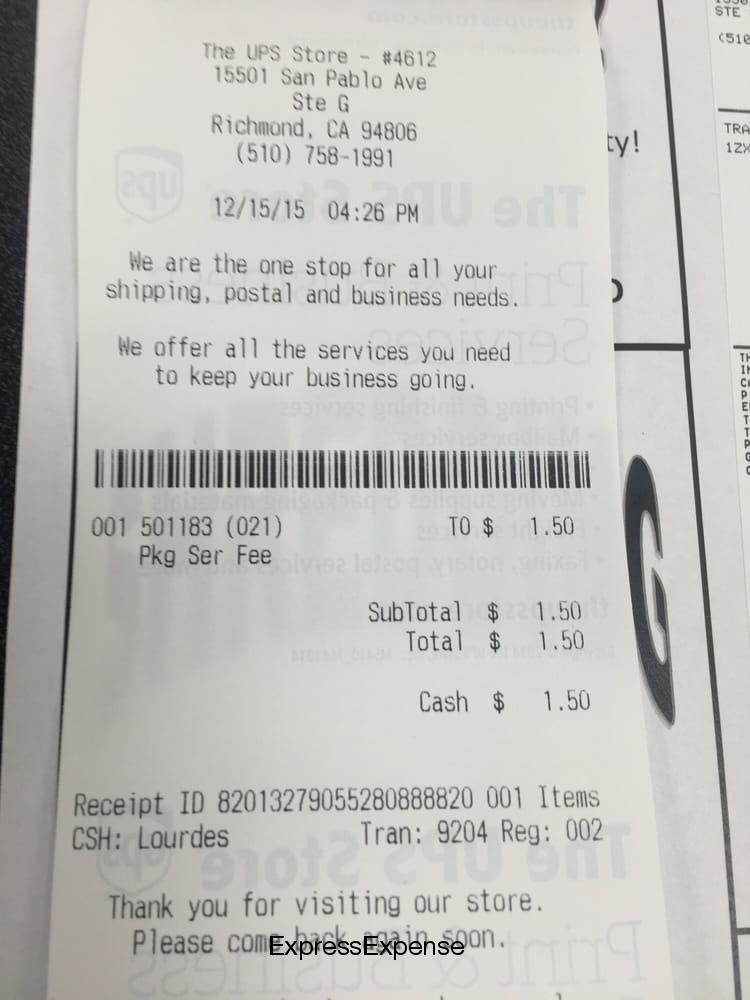 The UPS Store - #4612
15501 San Pablo Ave
Ste G
Richmond, CA 94806
(510) 758-1991
12/15/15 04:26 PM
We are the one stop for all your
shipping, postal and business needs.
We offer all the services you need
to keep your business going.
001 501183 (021) TO $ 1.50
Pkg Ser Fee
SubTotal $ 1.50
Total $ 1.50
Cash $ 1.50
Receipt ID 82013279055280888820 001 Items
CSH: Lourdes Tran: 9204 Reg: 002
Thank you for visiting our store.
Please come back again soon.
ExpressExpense
ty!
STE
(510
TRA
1ZX